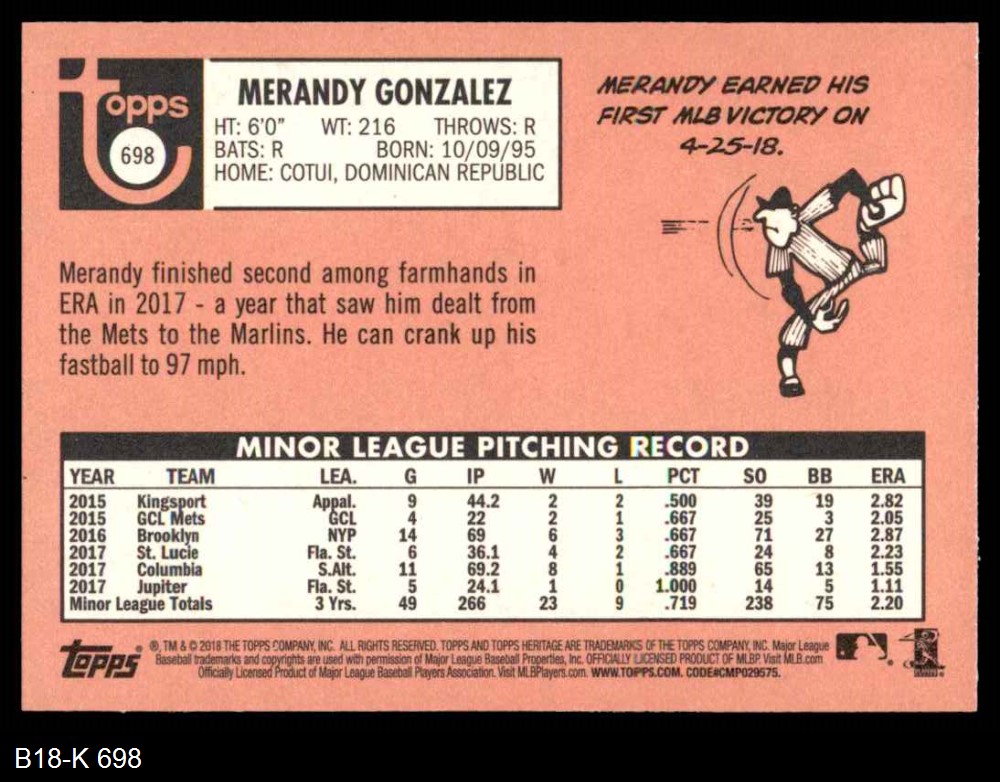 Topps
698
MERANDY GONZALEZ
HT: 6'0" WT: 216 THROWS: R
BATS: R BORN: 10/09/95
HOME: COTUI, DOMINICAN REPUBLIC
MERANDY EARNED HIS
FIRST MLB VICTORY ON
4-25-18.
Merandy finished second among farmhands in
ERA in 2017 - a year that saw him dealt from
the Mets to the Marlins. He can crank up his
fastball to 97 mph.
MINOR LEAGUE PITCHING RECORD
YEAR TEAM LEA. G IP W L PCT SO BB ERA
2015 Kingsport Appal. 9 44.2 2 2 .500 39 19 2.82
2015 GCL Mets GCL 4 22 2 1 .667 25 3 2.05
2016 Brooklyn NYP 14 69 6 3 .667 71 27 2.87
2017 St. Lucie Fla. St. 6 36.1 4 2 .667 24 8 2.23
2017 Columbia S.Alt. 11 69.2 8 1 .889 65 13 1.55
2017 Jupiter Fla. St. 5 24.1 1 0 1.000 14 5 1.11
Minor League Totals 3 Yrs. 49 266 23 9 .719 238 75 2.20
Topps
®, TM & © 2018 THE TOPPS COMPANY, INC. ALL RIGHTS RESERVED. TOPPS AND TOPPS HERITAGE ARE TRADEMARKS OF THE TOPPS COMPANY, INC. Major League
Baseball trademarks and copyrights are used with permission of Major League Baseball Properties, Inc. OFFICIALLY LICENSED PRODUCT OF MLBP. Visit MLB.com
Officially Licensed Product of Major League Baseball Players Association. Visit MLBPlayers.com. WWW.TOPPS.COM. CODE#CMP029575.
B18-K 698